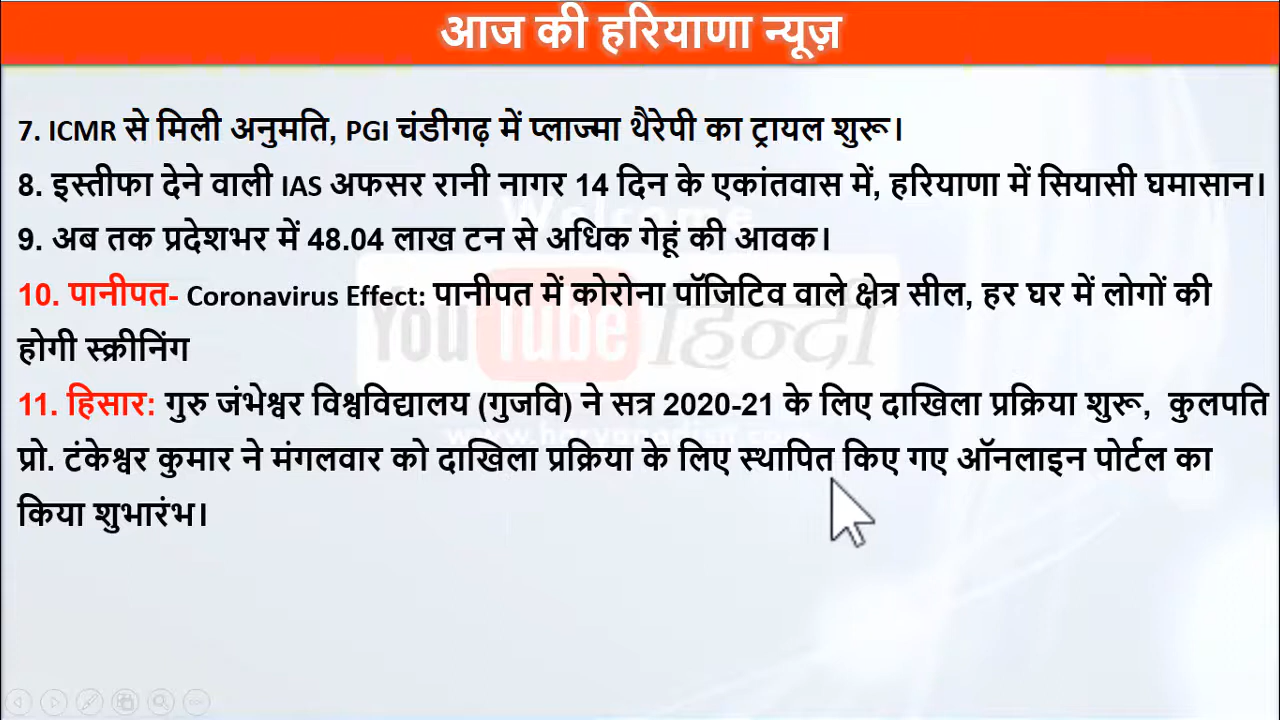 आज की हरियाणा न्यूज़
7. ICMR से मिली अनुमति, PGI चंडीगढ़ में प्लाज्मा थैरेपी का ट्रायल शुरू।
8. इस्तीफा देने वाली IAS अफसर रानी नागर 14 दिन के एकांतवास में, हरियाणा में सियासी घमासान।
Welcome
9. अब तक प्रदेशभर में 48.04 लाख टन से अधिक गेहूं की आवक।
10. पानीपत- Coronavirus Effect: पानीपत में कोरोना पॉजिटिव वाले क्षेत्र सील, हर घर में लोगों की
YouTube हिन्दी
होगी स्क्रीनिंग
11. हिसार: गुरु जंभेश्वर विश्वविद्यालय (गुजवि) ने सत्र 2020-21 के लिए दाखिला प्रक्रिया शुरू, कुलपति
प्रो. टंकेश्वर कुमार ने मंगलवार को दाखिला प्रक्रिया के लिए स्थापित किए गए ऑनलाइन पोर्टल का
किया शुभारंभ।